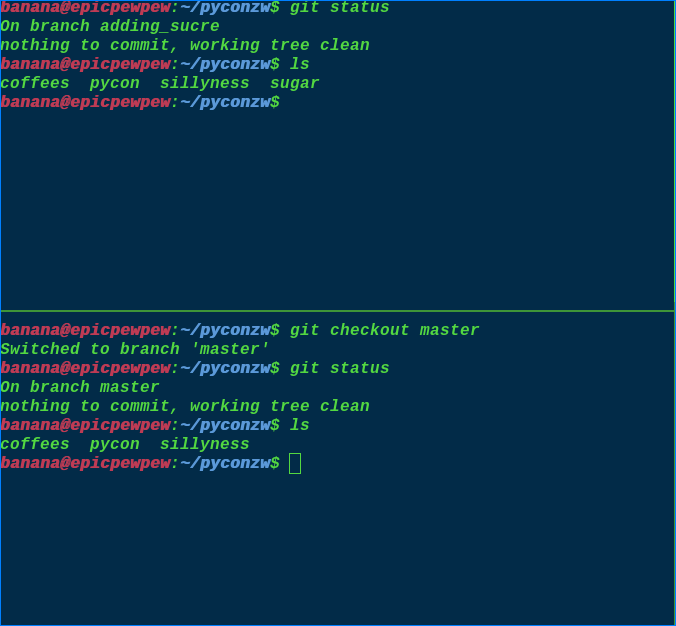 banana@epicpewpew:~/pyconzw$ git status
On branch adding_sucre
nothing to commit, working tree clean
banana@epicpewpew:~/pyconzw$ ls
coffees  pycon  sillyness  sugar
banana@epicpewpew:~/pyconzw$
banana@epicpewpew:~/pyconzw$ git checkout master
Switched to branch 'master'
banana@epicpewpew:~/pyconzw$ git status
On branch master
nothing to commit, working tree clean
banana@epicpewpew:~/pyconzw$ ls
coffees  pycon  sillyness
banana@epicpewpew:~/pyconzw$